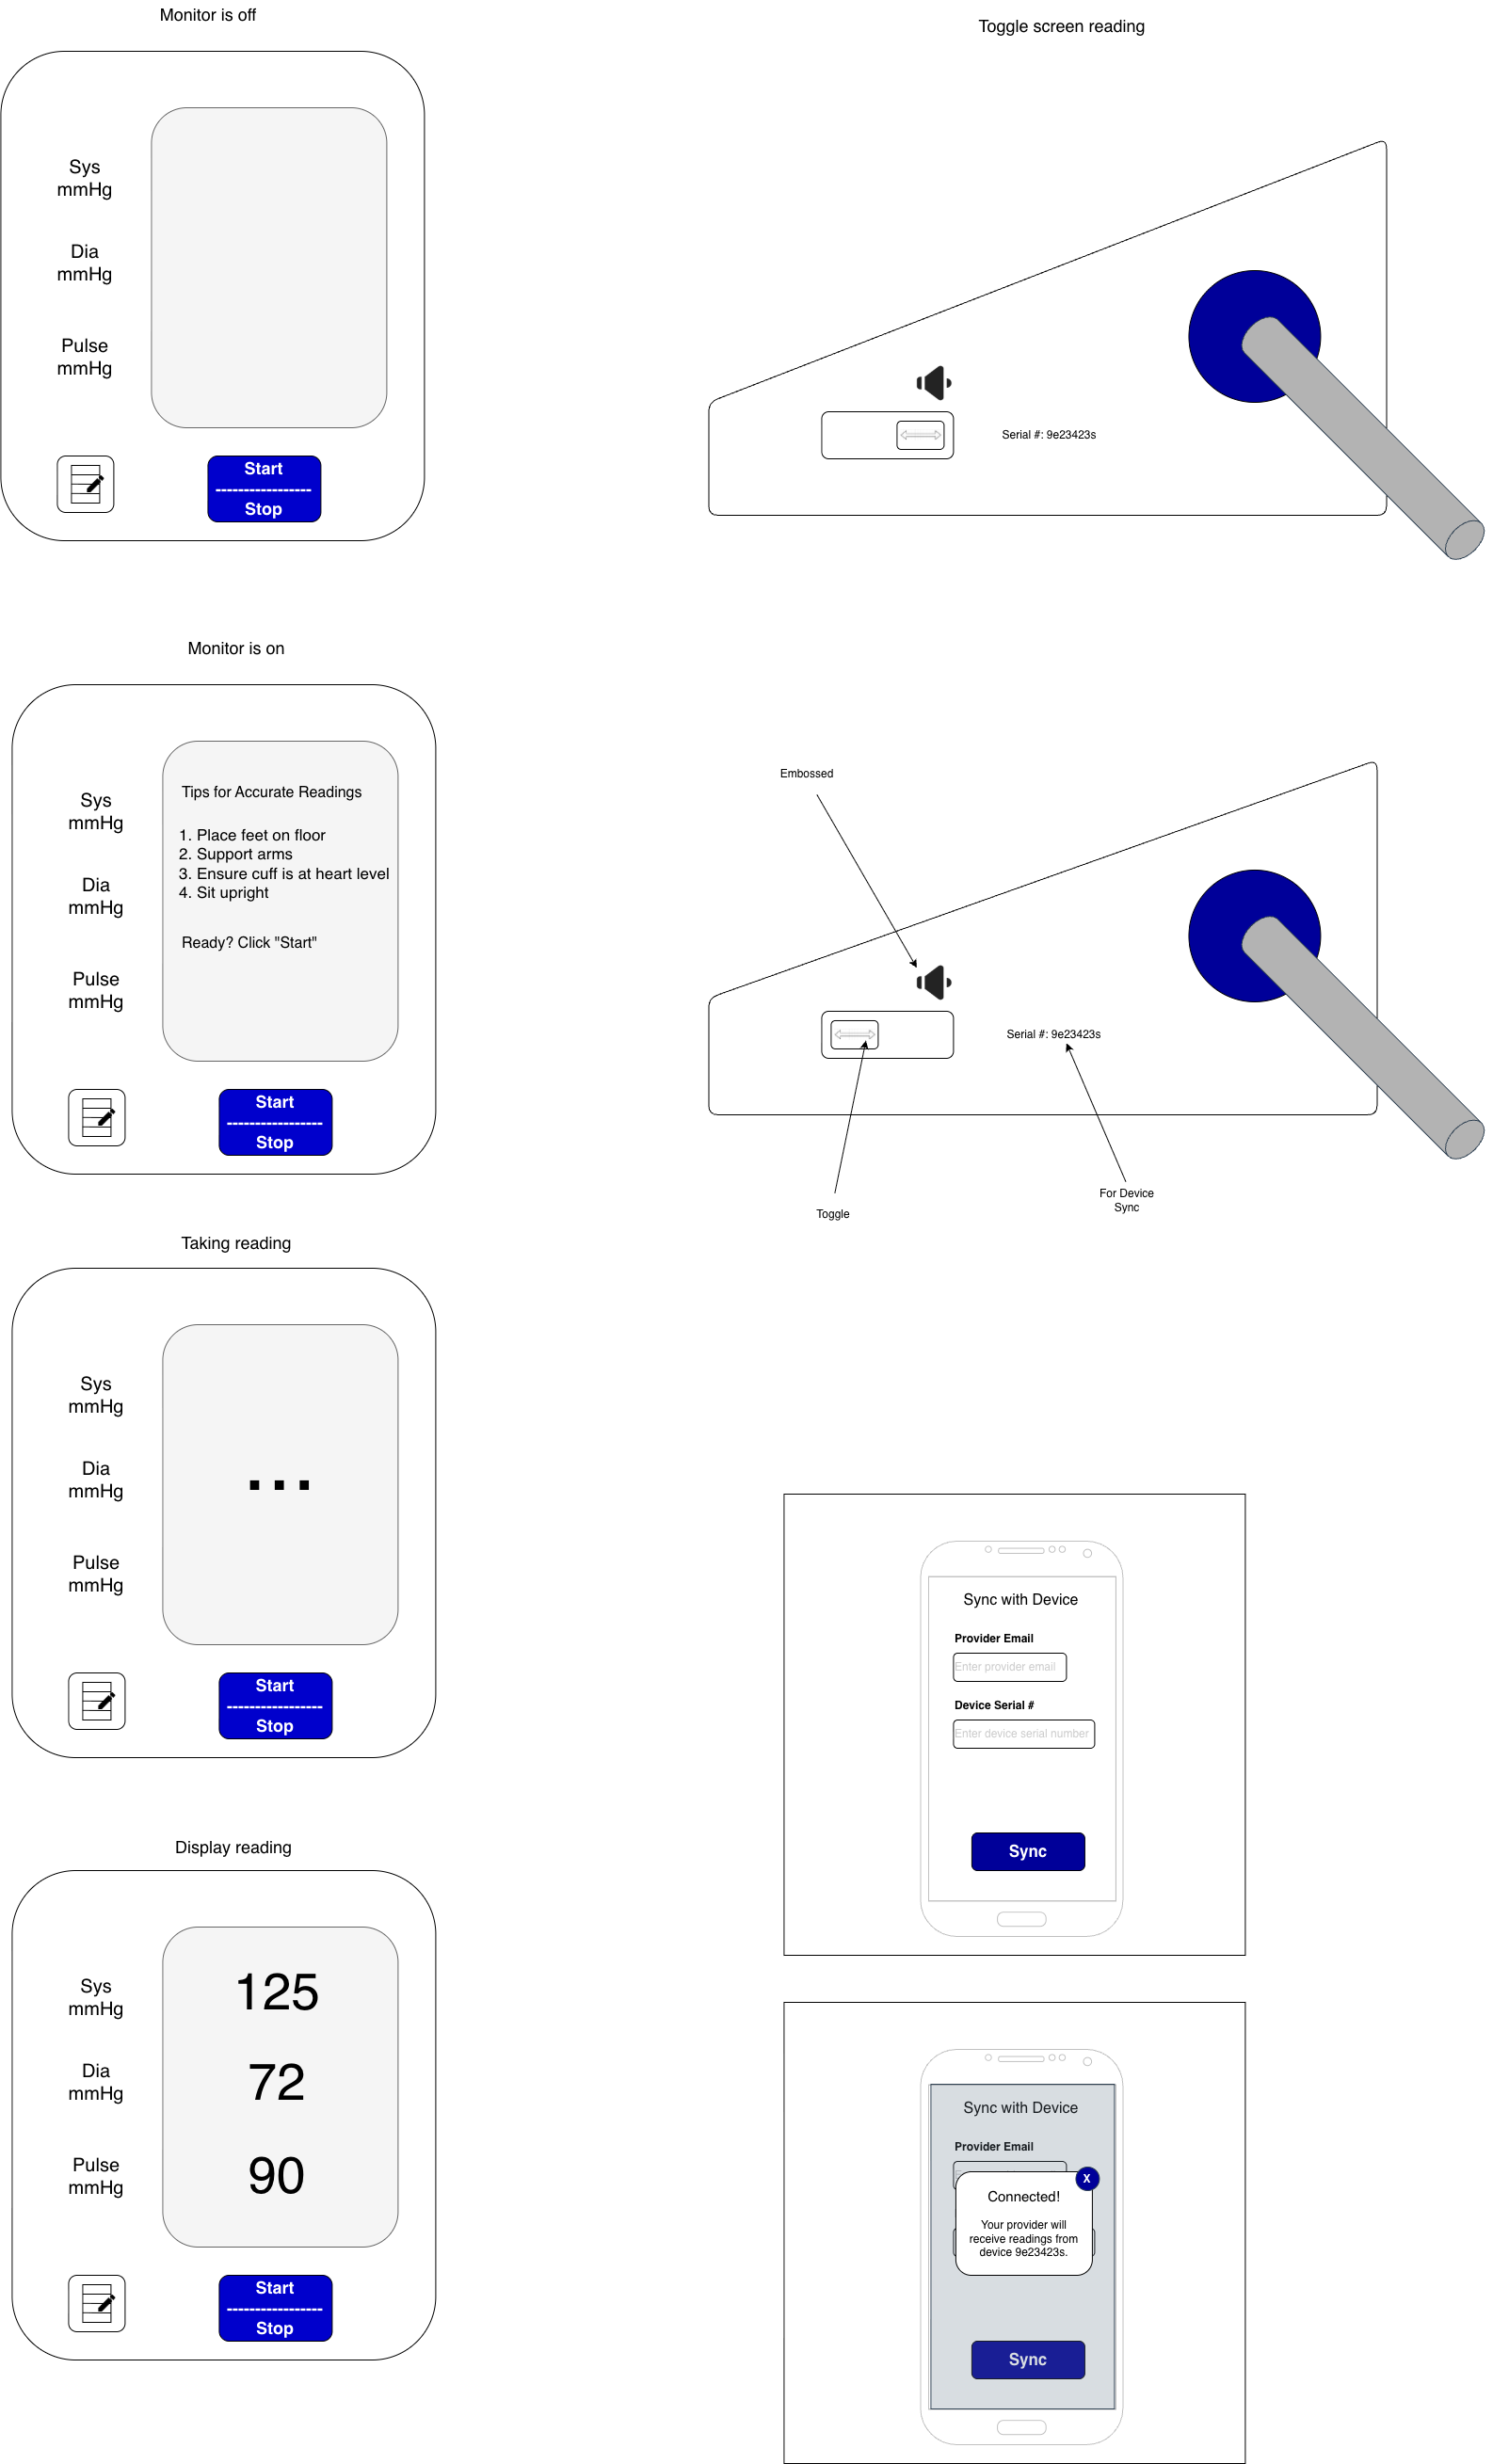 Monitor is off
Sys
mmHg
Dia
mmHg
Pulse
mmHg
Start
-----------------
Stop
Toggle screen reading
Serial #: 9e23423s
Monitor is on
Sys
mmHg
Dia
mmHg
Pulse
mmHg
Tips for Accurate Readings
1. Place feet on floor
2. Support arms
3. Ensure cuff is at heart level
4. Sit upright
Ready? Click "Start"
Start
-----------------
Stop
Embossed
Serial #: 9e23423s
Toggle
For Device
Sync
Taking reading
Sys
mmHg
Dia
mmHg
Pulse
mmHg
...
Start
-----------------
Stop
Sync with Device
Provider Email
Enter provider email
Device Serial #
Enter device serial number
Sync
Display reading
Sys
mmHg
125
Dia
mmHg
72
Pulse
mmHg
90
Start
-----------------
Stop
Sync with Device
Provider Email
X
Connected!
Your provider will
receive readings from
device 9e23423s.
Sync